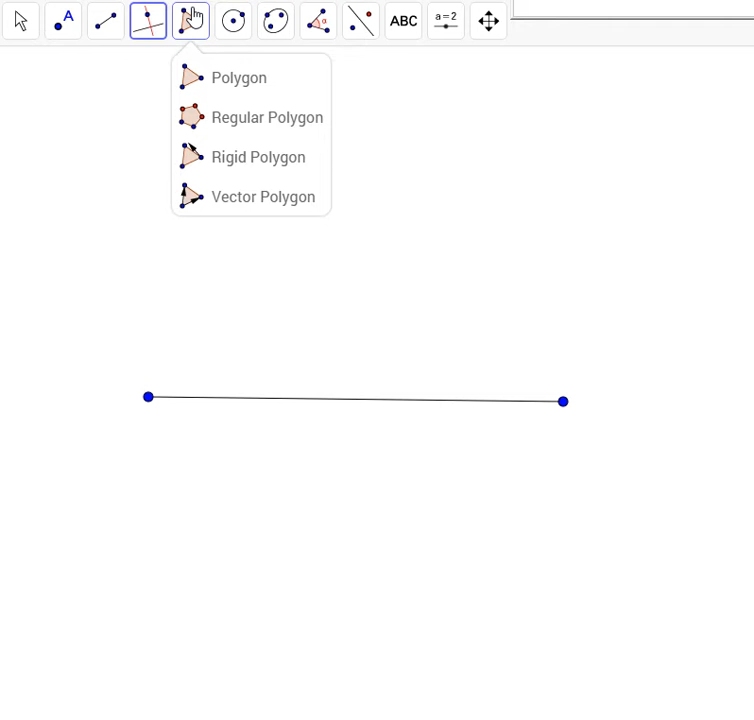 A
α
ABC
a=2
Polygon
Regular Polygon
Rigid Polygon
Vector Polygon